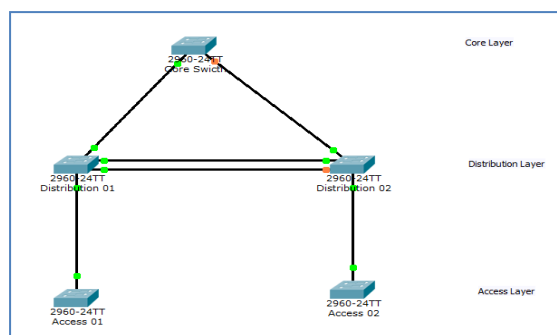 2960-24TT
Core Swicth
Core Layer
2960-24TT
Distribution 01
2960-24TT
Distribution 02
Distribution Layer
2960-24TT
Access 01
2960-24TT
Access 02
Access Layer